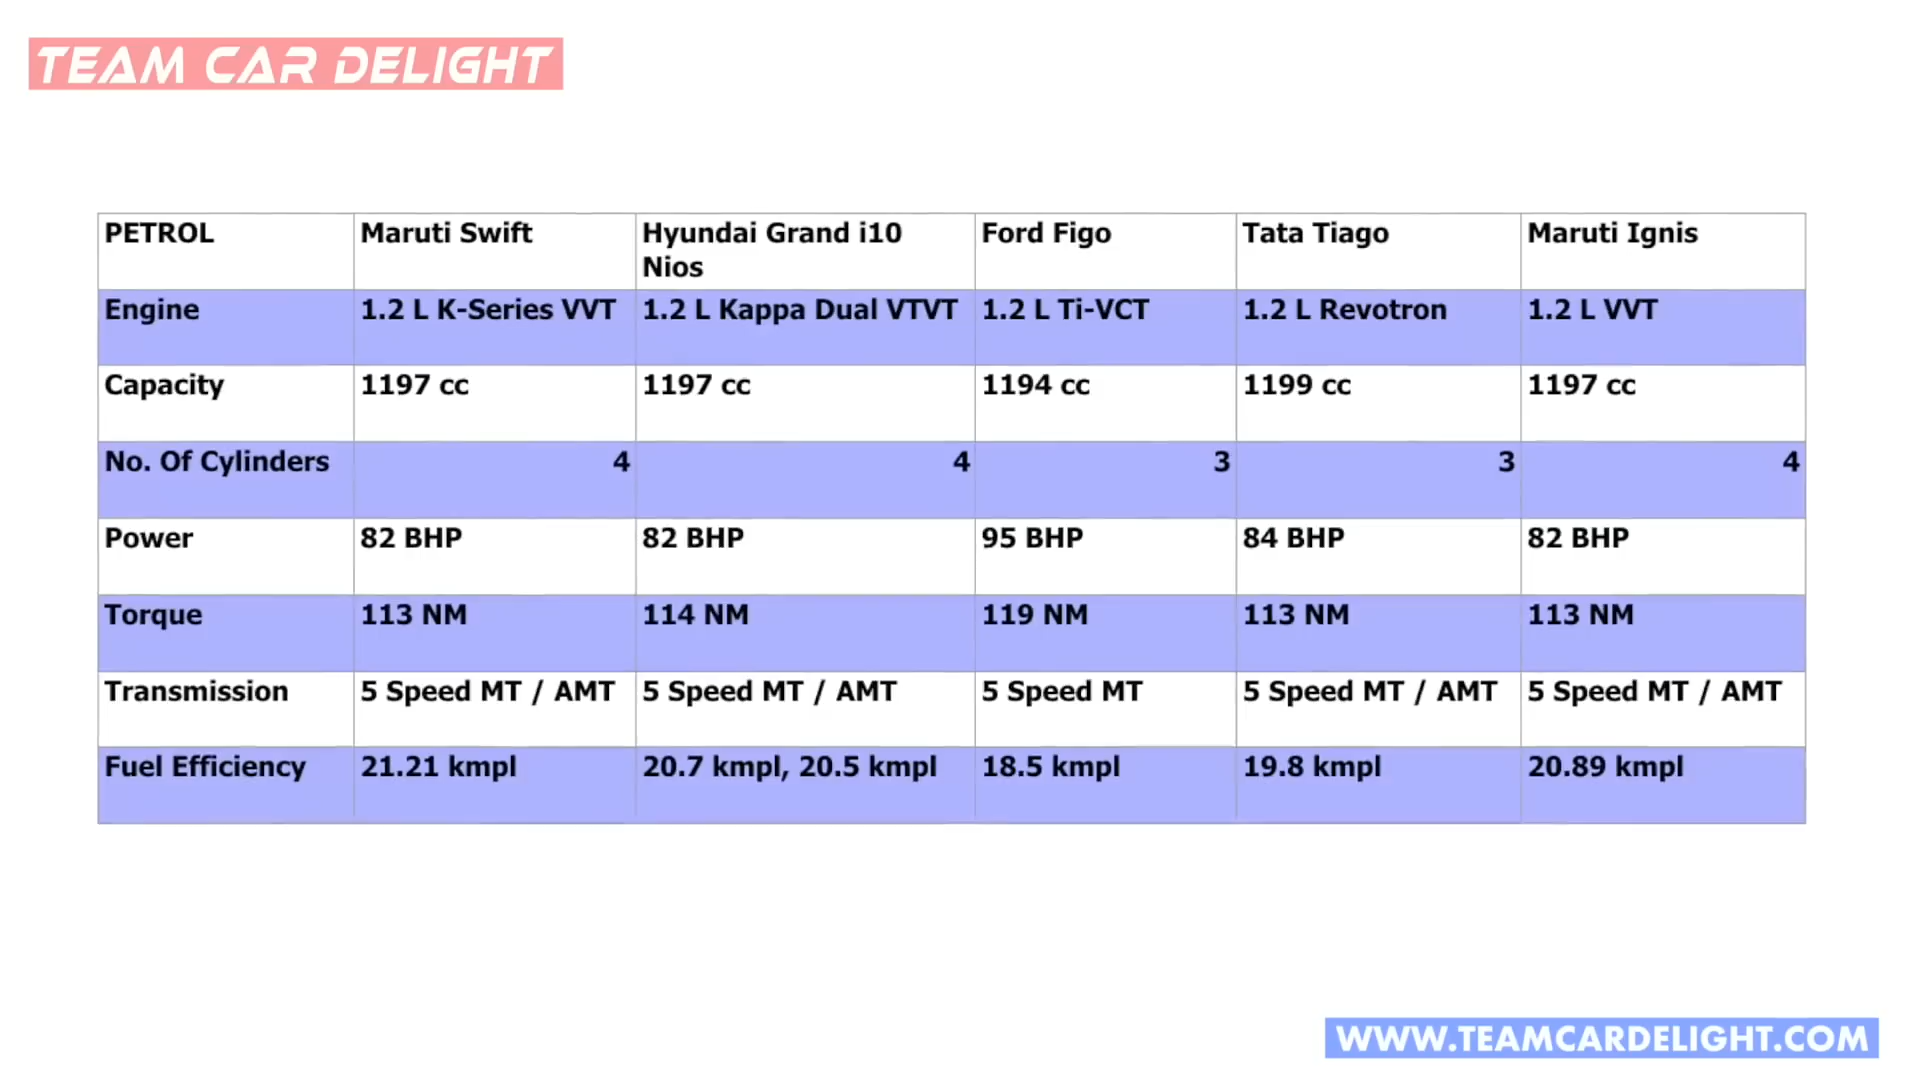 TEAM CAR DELIGHT
PETROL Maruti Swift Hyundai Grand i10 Nios Ford Figo Tata Tiago Maruti Ignis
Engine 1.2 L K-Series VVT 1.2 L Kappa Dual VTVT 1.2 L Ti-VCT 1.2 L Revotron 1.2 L VVT
Capacity 1197 cc 1197 cc 1194 cc 1199 cc 1197 cc
No. Of Cylinders 4 4 3 3 4
Power 82 BHP 82 BHP 95 BHP 84 BHP 82 BHP
Torque 113 NM 114 NM 119 NM 113 NM 113 NM
Transmission 5 Speed MT / AMT 5 Speed MT / AMT 5 Speed MT 5 Speed MT / AMT 5 Speed MT / AMT
Fuel Efficiency 21.21 kmpl 20.7 kmpl, 20.5 kmpl 18.5 kmpl 19.8 kmpl 20.89 kmpl
WWW.TEAMCARDELIGHT.COM